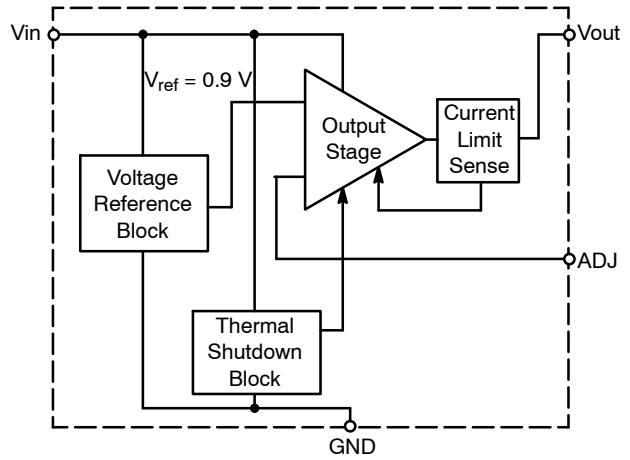 Vin
Vout
Vref = 0.9 V
Output
Stage
Current
Limit
Sense
Voltage
Reference
Block
ADJ
Thermal
Shutdown
Block
GND